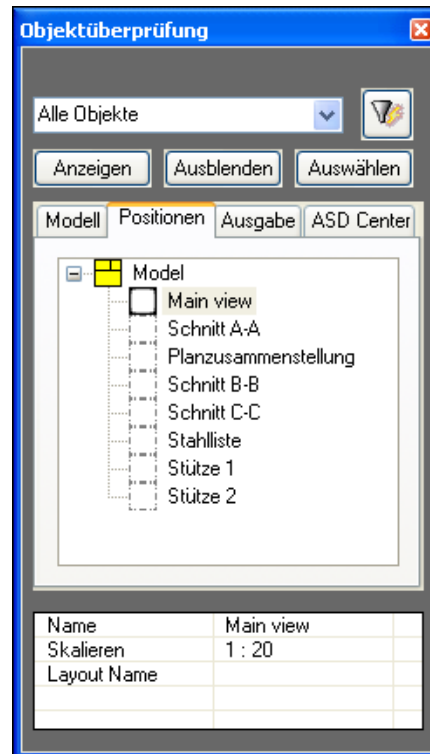 Objektüberprüfung
Alle Objekte
Anzeigen Ausblenden Auswählen
Modell Positionen Ausgabe ASD Center
Model
Main view
Schnitt A-A
Planzusammenstellung
Schnitt B-B
Schnitt C-C
Stahlliste
Stütze 1
Stütze 2
Name Main view
Skalieren 1 : 20
Layout Name